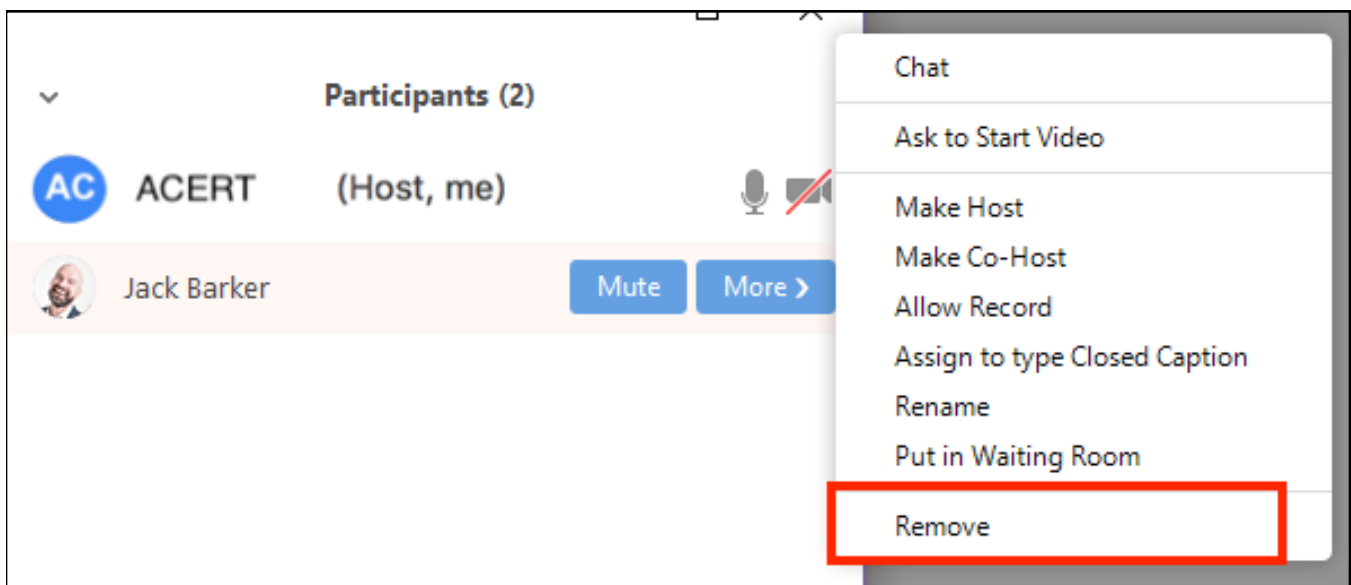 Participants (2)
AC ACERT (Host, me)
Jack Barker Mute More ❯
Chat
Ask to Start Video
Make Host
Make Co-Host
Allow Record
Assign to type Closed Caption
Rename
Put in Waiting Room
Remove